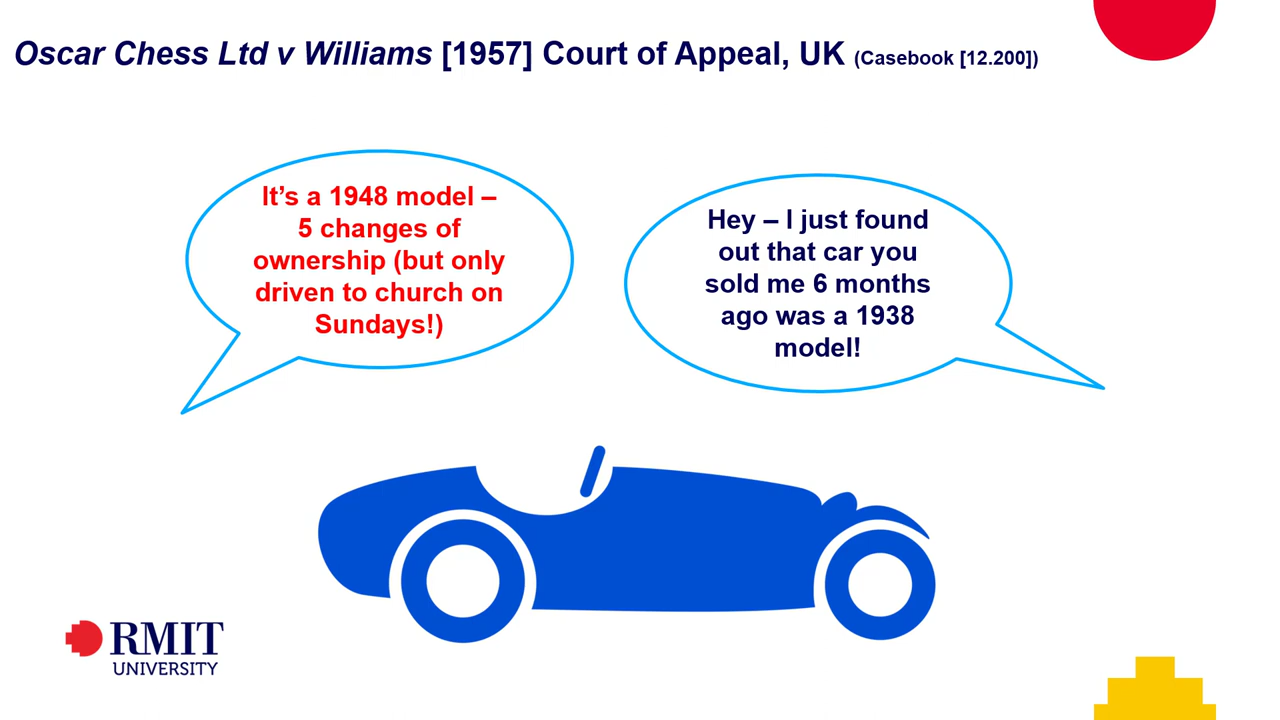 Oscar Chess Ltd v Williams [1957] Court of Appeal, UK (Casebook [12.200])
It’s a 1948 model –
5 changes of
ownership (but only
driven to church on
Sundays!)
Hey – I just found
out that car you
sold me 6 months
ago was a 1938
model!
RMIT
UNIVERSITY